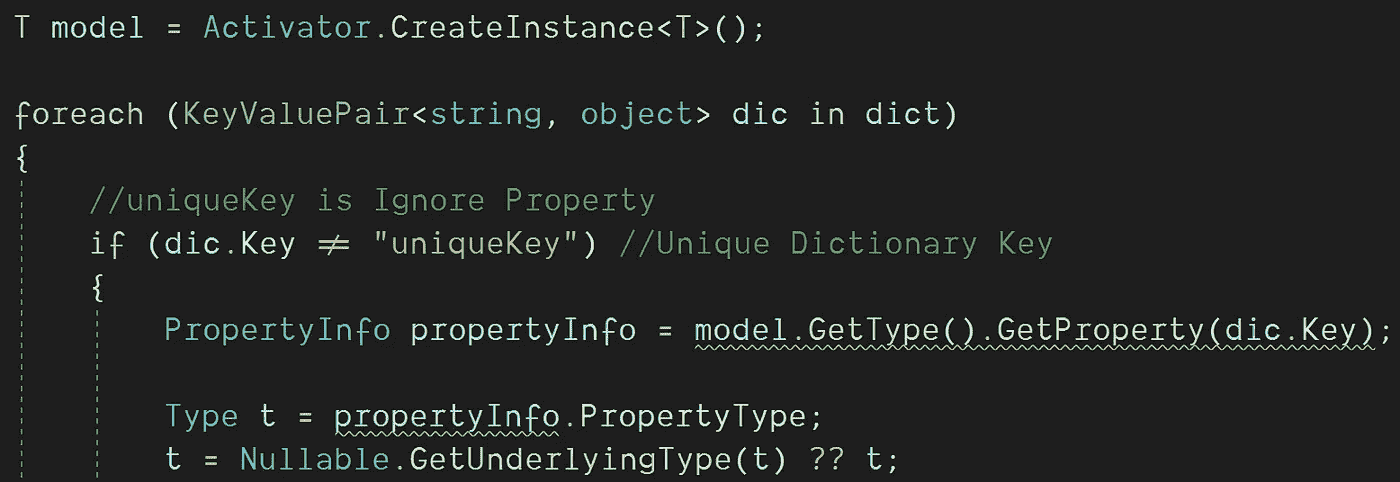 T model = Activator.CreateInstance<T>();
foreach (KeyValuePair<string, object> dic in dict)
{
//uniqueKey is Ignore Property
if (dic.Key ≠ "uniqueKey") //Unique Dictionary Key
{
PropertyInfo propertyInfo = model.GetType().GetProperty(dic.Key);
Type t = propertyInfo.PropertyType;
t = Nullable.GetUnderlyingType(t) ?? t;